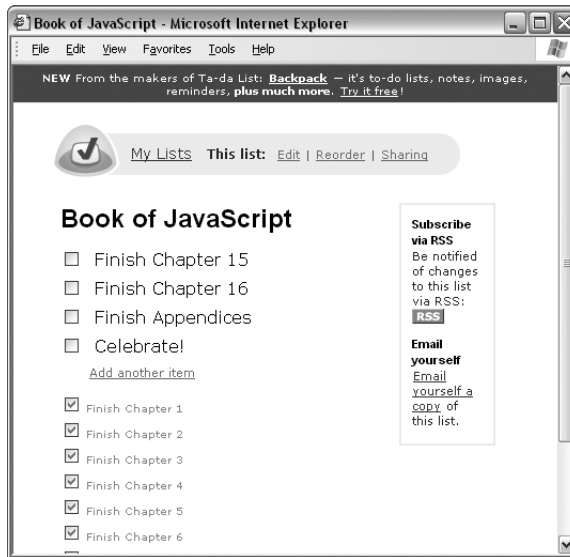 Book of JavaScript - Microsoft Internet Explorer
File Edit View Favorites Tools Help
NEW From the makers of Ta-da List: Backpack — it's to-do lists, notes, images,
reminders, plus much more. Try it free!
My Lists This list: Edit | Reorder | Sharing
Book of JavaScript
Finish Chapter 15
Finish Chapter 16
Finish Appendices
Celebrate!
Add another item
Finish Chapter 1
Finish Chapter 2
Finish Chapter 3
Finish Chapter 4
Finish Chapter 5
Finish Chapter 6
Subscribe
via RSS
Be notified
of changes
to this list
via RSS:
RSS
Email
yourself
Email
yourself a
copy of
this list.